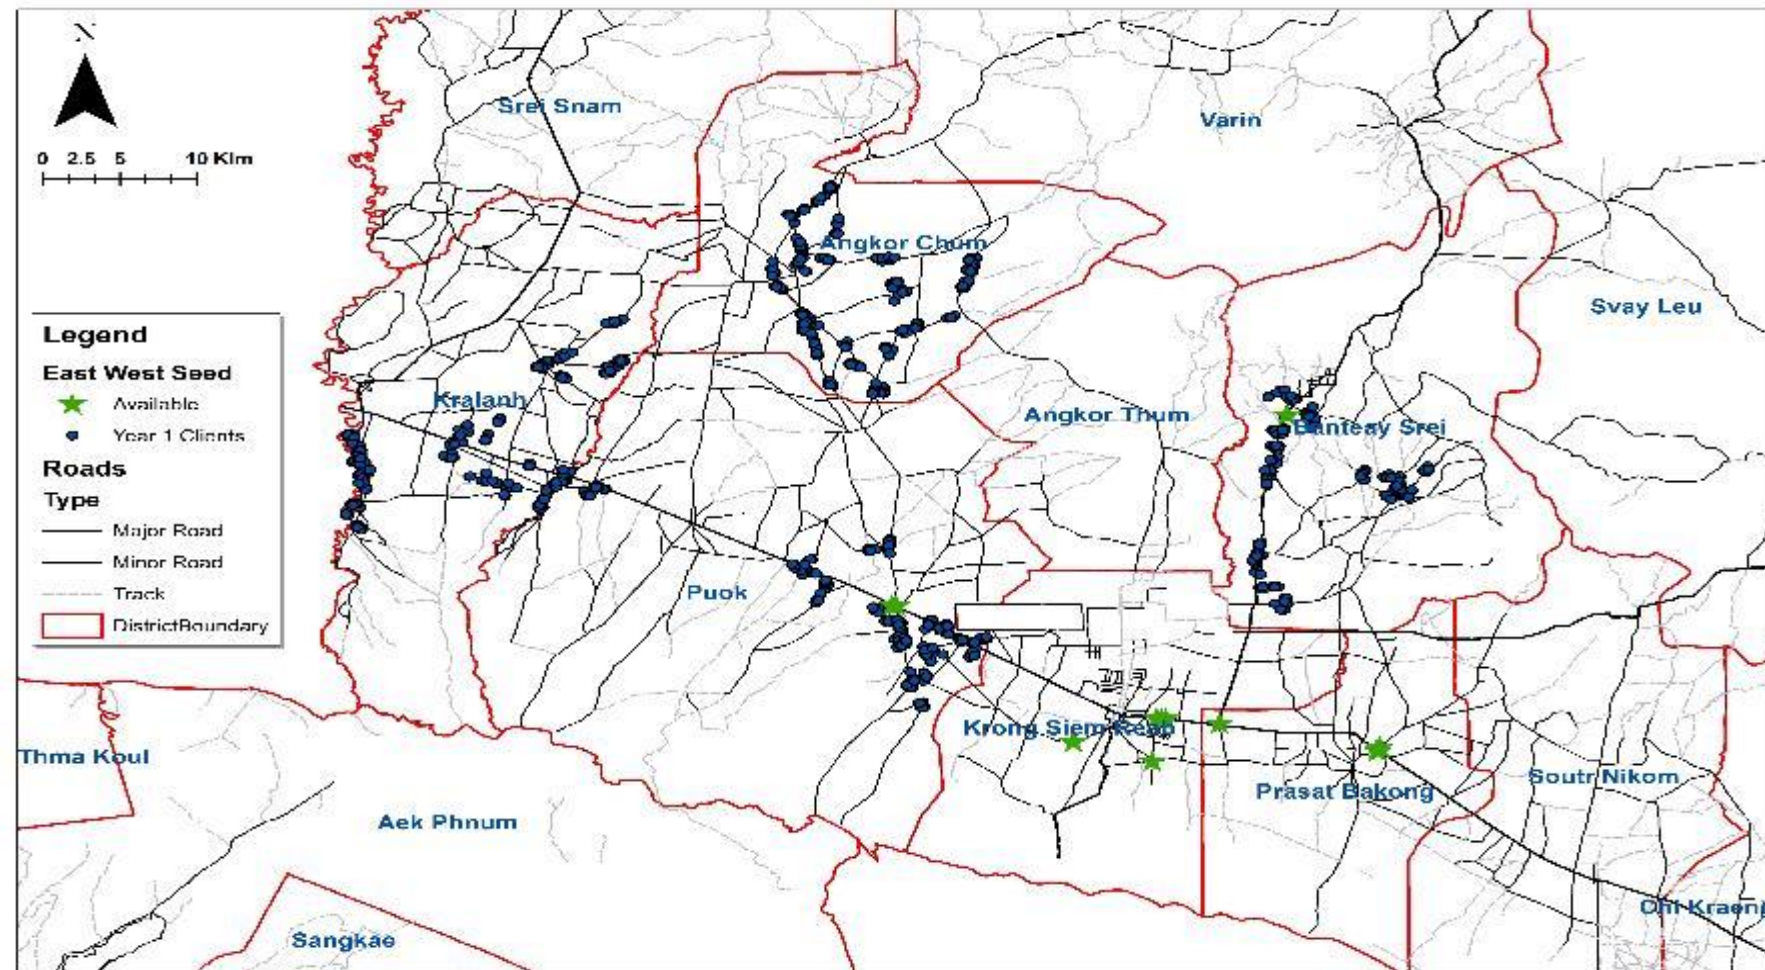 N
0 2.5 5 10 Klm
Legend
East West Seed
Available
Year 1 Clients
Roads
Type
Major Road
Minor Road
Track
DistrictBoundary
Srei Snam
Varin
Angkor Chum
Svay Leu
Kralanh
Angkor Thum
Banteay Srei
Puok
Krong Siem Reap
Thma Koul
Soutr Nikom
Prasat Bakong
Aek Phnum
Chi Kraeng
Sangkae